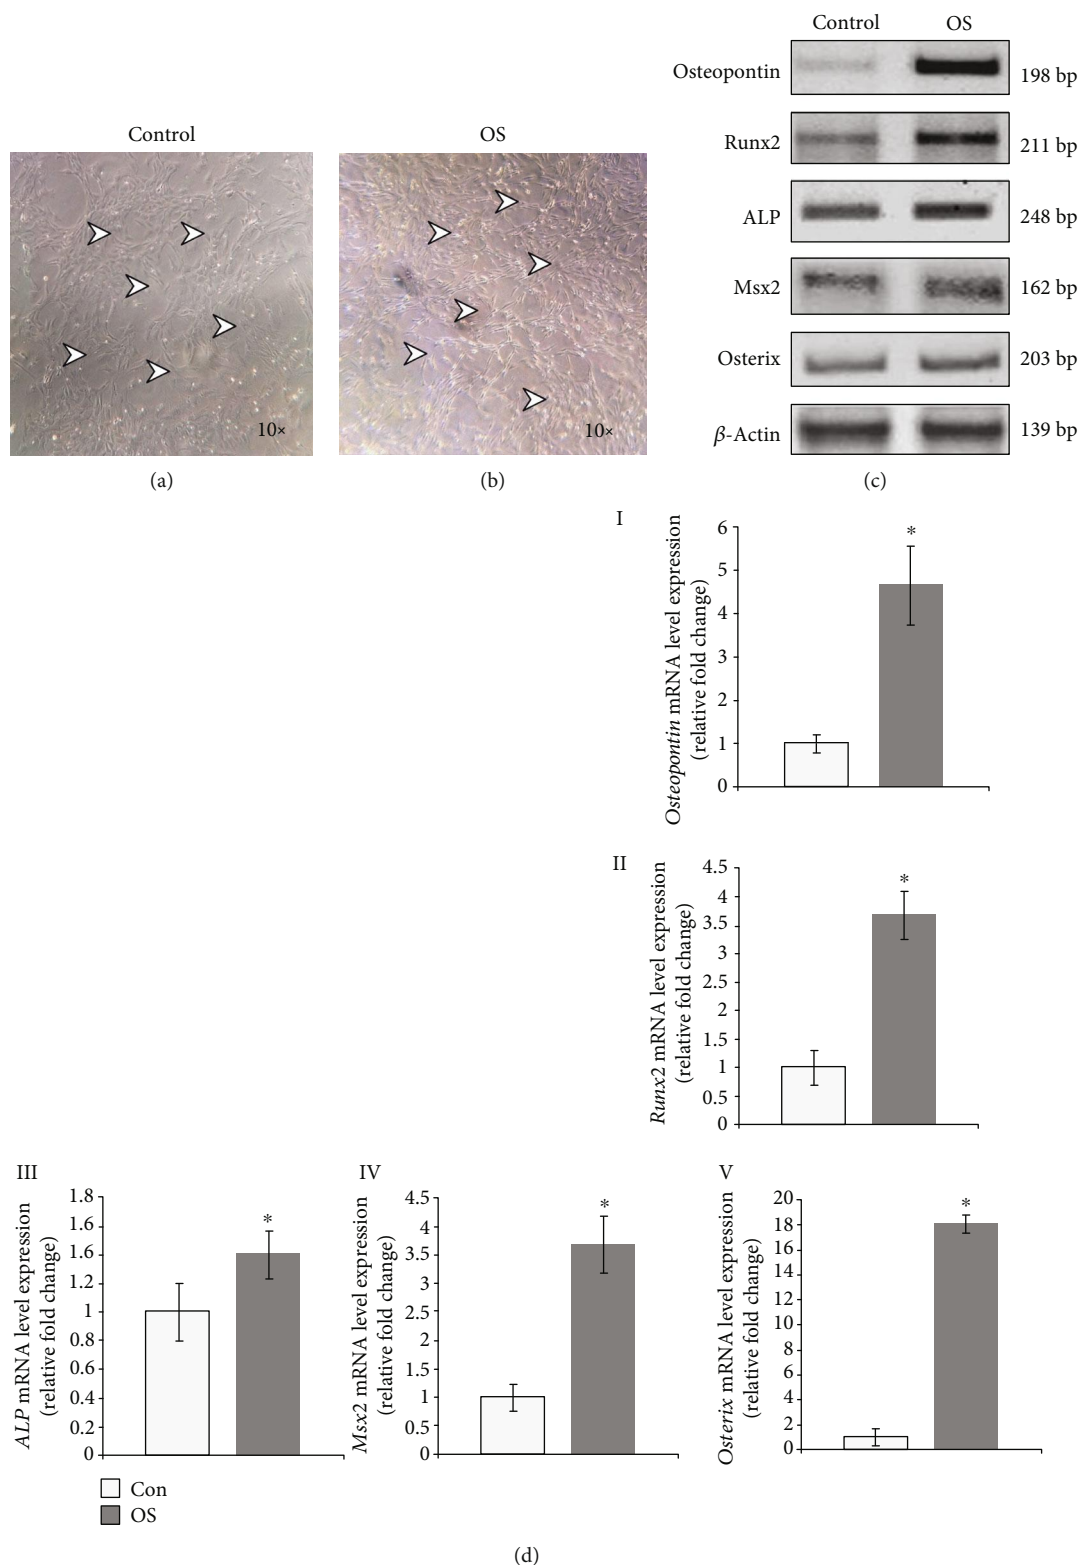 Control OS
Osteopontin 198 bp
Runx2 211 bp
ALP 248 bp
Msx2 162 bp
Osterix 203 bp
β-Actin 139 bp
(c)
Control
10×
(a)
OS
10×
(b)
I
Osteopontin mRNA level expression
(relative fold change)
6
5
4
3
2
1
0
*
II
Runx2 mRNA level expression
(relative fold change)
4.5
4
3.5
3
2.5
2
1.5
1
0.5
0
*
III
ALP mRNA level expression
(relative fold change)
1.8
1.6
1.4
1.2
1
0.8
0.6
0.4
0.2
0
*
IV
Msx2 mRNA level expression
(relative fold change)
4.5
4
3.5
3
2.5
2
1.5
1
0.5
0
*
V
Osterix mRNA level expression
(relative fold change)
20
18
16
14
12
10
8
6
4
2
0
*
Con
OS
(d)